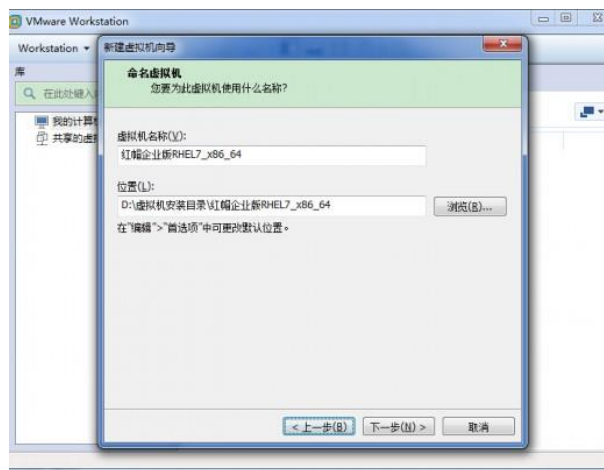 VMware Workstation
Workstation
新建虚拟机向导
库
在此处键入
我的计算机
共享的虚
命名虚拟机
您要为此虚拟机使用什么名称?
虚拟机名称(V):
红帽企业版RHEL7_x86_64
位置(L):
D:\虚拟机安装目录\红帽企业版RHEL7_x86_64
浏览(R)...
在"编辑">"首选项"中可更改默认位置。
< 上一步(B)
下一步(N) >
取消